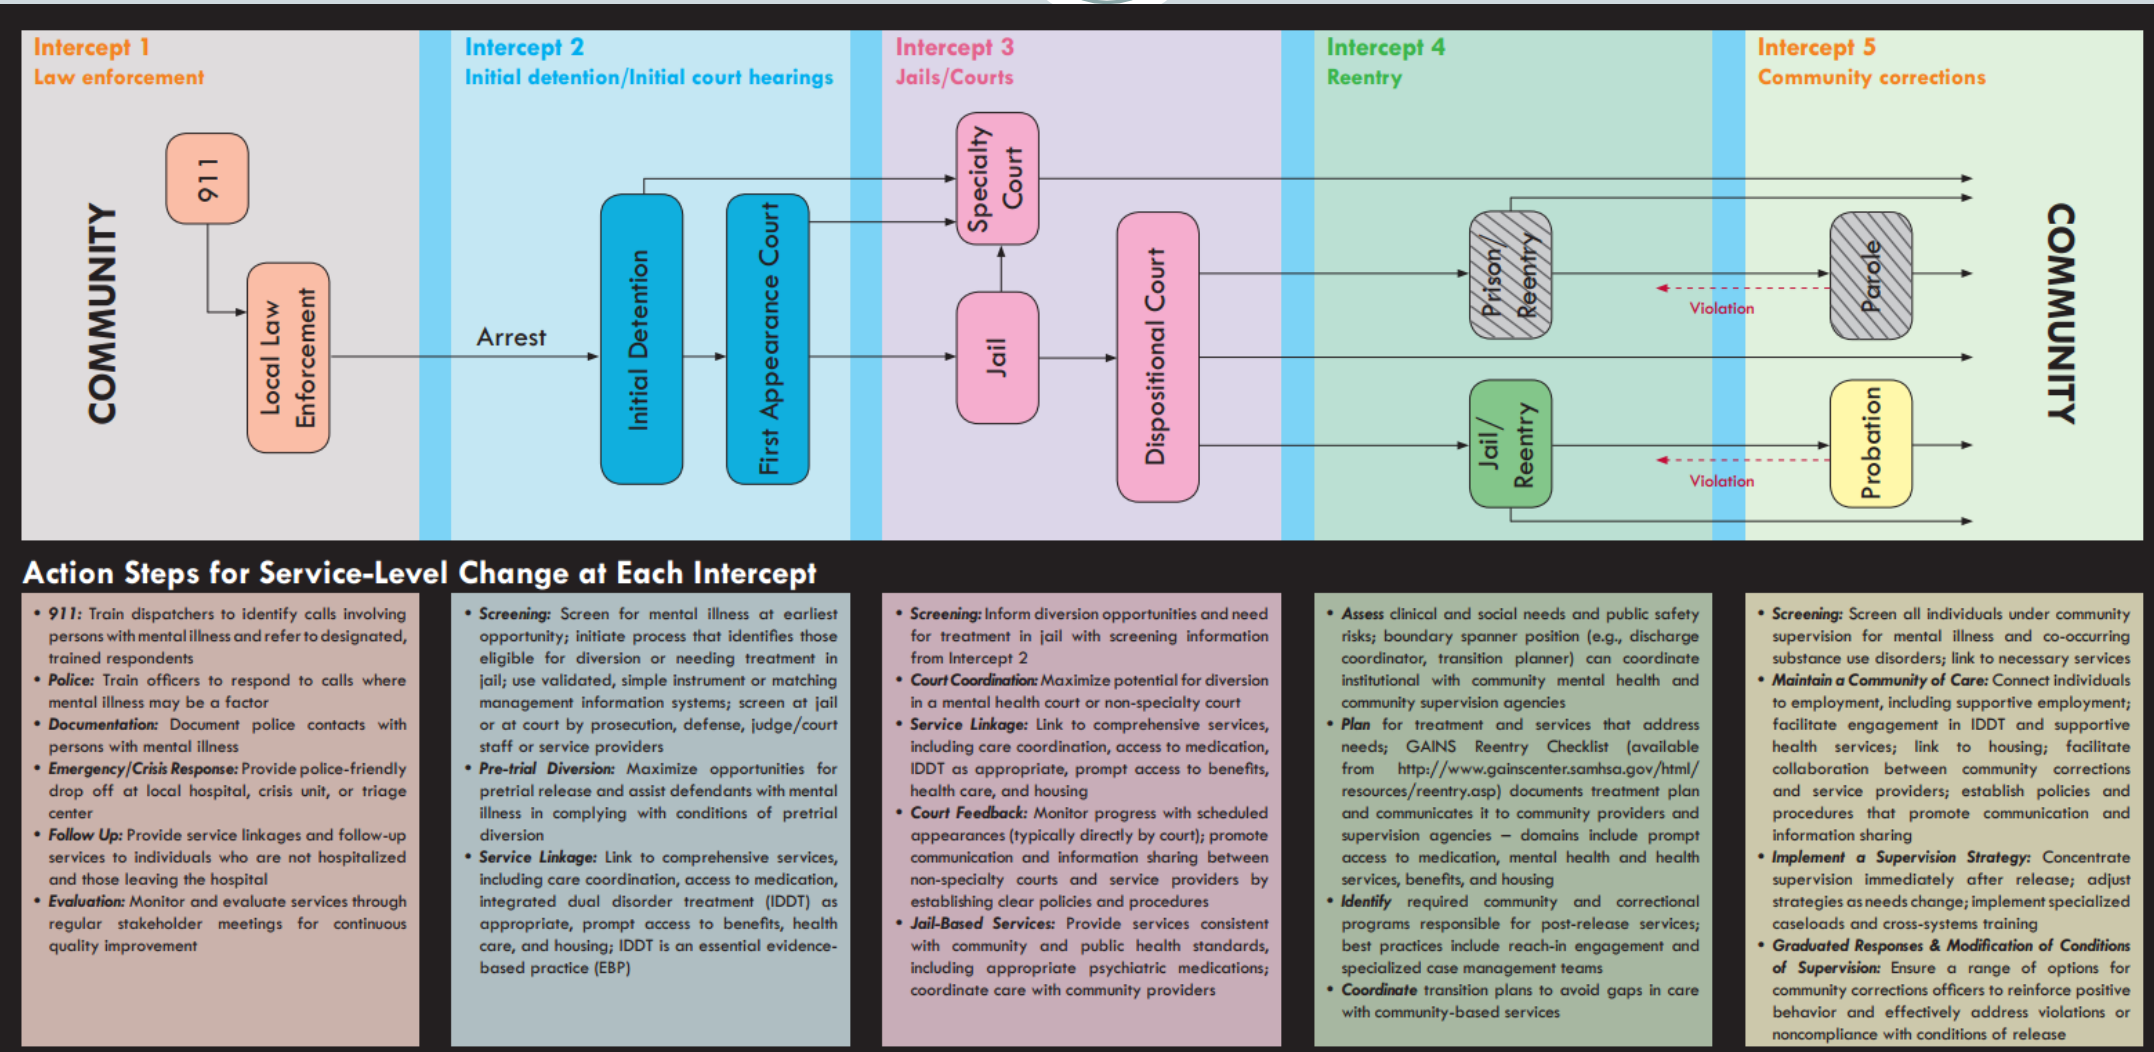 Intercept 1
Law enforcement
Intercept 2
Initial detention/Initial court hearings
Intercept 3
Jails/Courts
Intercept 4
Reentry
Intercept 5
Community corrections
COMMUNITY
911
Local Law
Enforcement
Arrest
Initial Detention
First Appearance Court
Specialty
Court
Jail
Dispositional Court
Prison/
Reentry
Violation
Parole
Jail/
Reentry
Violation
Probation
COMMUNITY
Action Steps for Service-Level Change at Each Intercept
• 911: Train dispatchers to identify calls involving
persons with mental illness and refer to designated,
trained respondents
• Police: Train officers to respond to calls where
mental illness may be a factor
• Documentation: Document police contacts with
persons with mental illness
• Emergency/Crisis Response: Provide police-friendly
drop off at local hospital, crisis unit, or triage
center
• Follow Up: Provide service linkages and follow-up
services to individuals who are not hospitalized
and those leaving the hospital
• Evaluation: Monitor and evaluate services through
regular stakeholder meetings for continuous
quality improvement
• Screening: Screen for mental illness at earliest
opportunity; initiate process that identifies those
eligible for diversion or needing treatment in
jail; use validated, simple instrument or matching
management information systems; screen at jail
or at court by prosecution, defense, judge/court
staff or service providers
• Pre-trial Diversion: Maximize opportunities for
pretrial release and assist defendants with mental
illness in complying with conditions of pretrial
diversion
• Service Linkage: Link to comprehensive services,
including care coordination, access to medication,
integrated dual disorder treatment (IDDT) as
appropriate, prompt access to benefits, health
care, and housing; IDDT is an essential evidence-
based practice (EBP)
• Screening: Inform diversion opportunities and need
for treatment in jail with screening information
from Intercept 2
• Court Coordination: Maximize potential for diversion
in a mental health court or non-specialty court
• Service Linkage: Link to comprehensive services,
including care coordination, access to medication,
IDDT as appropriate, prompt access to benefits,
health care, and housing
• Court Feedback: Monitor progress with scheduled
appearances (typically directly by court); promote
communication and information sharing between
non-specialty courts and service providers by
establishing clear policies and procedures
• Jail-Based Services: Provide services consistent
with community and public health standards,
including appropriate psychiatric medications;
coordinate care with community providers
• Assess clinical and social needs and public safety
risks; boundary spanner position (e.g., discharge
coordinator, transition planner) can coordinate
institutional with community mental health and
community supervision agencies
• Plan for treatment and services that address
needs; GAINS Reentry Checklist (available
from http://www.gainscenter.samhsa.gov/html/
resources/reentry.asp) documents treatment plan
and communicates it to community providers and
supervision agencies – domains include prompt
access to medication, mental health and health
services, benefits, and housing
• Identify required community and correctional
programs responsible for post-release services;
best practices include reach-in engagement and
specialized case management teams
• Coordinate transition plans to avoid gaps in care
with community-based services
• Screening: Screen all individuals under community
supervision for mental illness and co-occurring
substance use disorders; link to necessary services
• Maintain a Community of Care: Connect individuals
to employment, including supportive employment;
facilitate engagement in IDDT and supportive
health services; link to housing; facilitate
collaboration between community corrections
and service providers; establish policies and
procedures that promote communication and
information sharing
• Implement a Supervision Strategy: Concentrate
supervision immediately after release; adjust
strategies as needs change; implement specialized
caseloads and cross-systems training
• Graduated Responses & Modification of Conditions
of Supervision: Ensure a range of options for
community corrections officers to reinforce positive
behavior and effectively address violations or
noncompliance with conditions of release